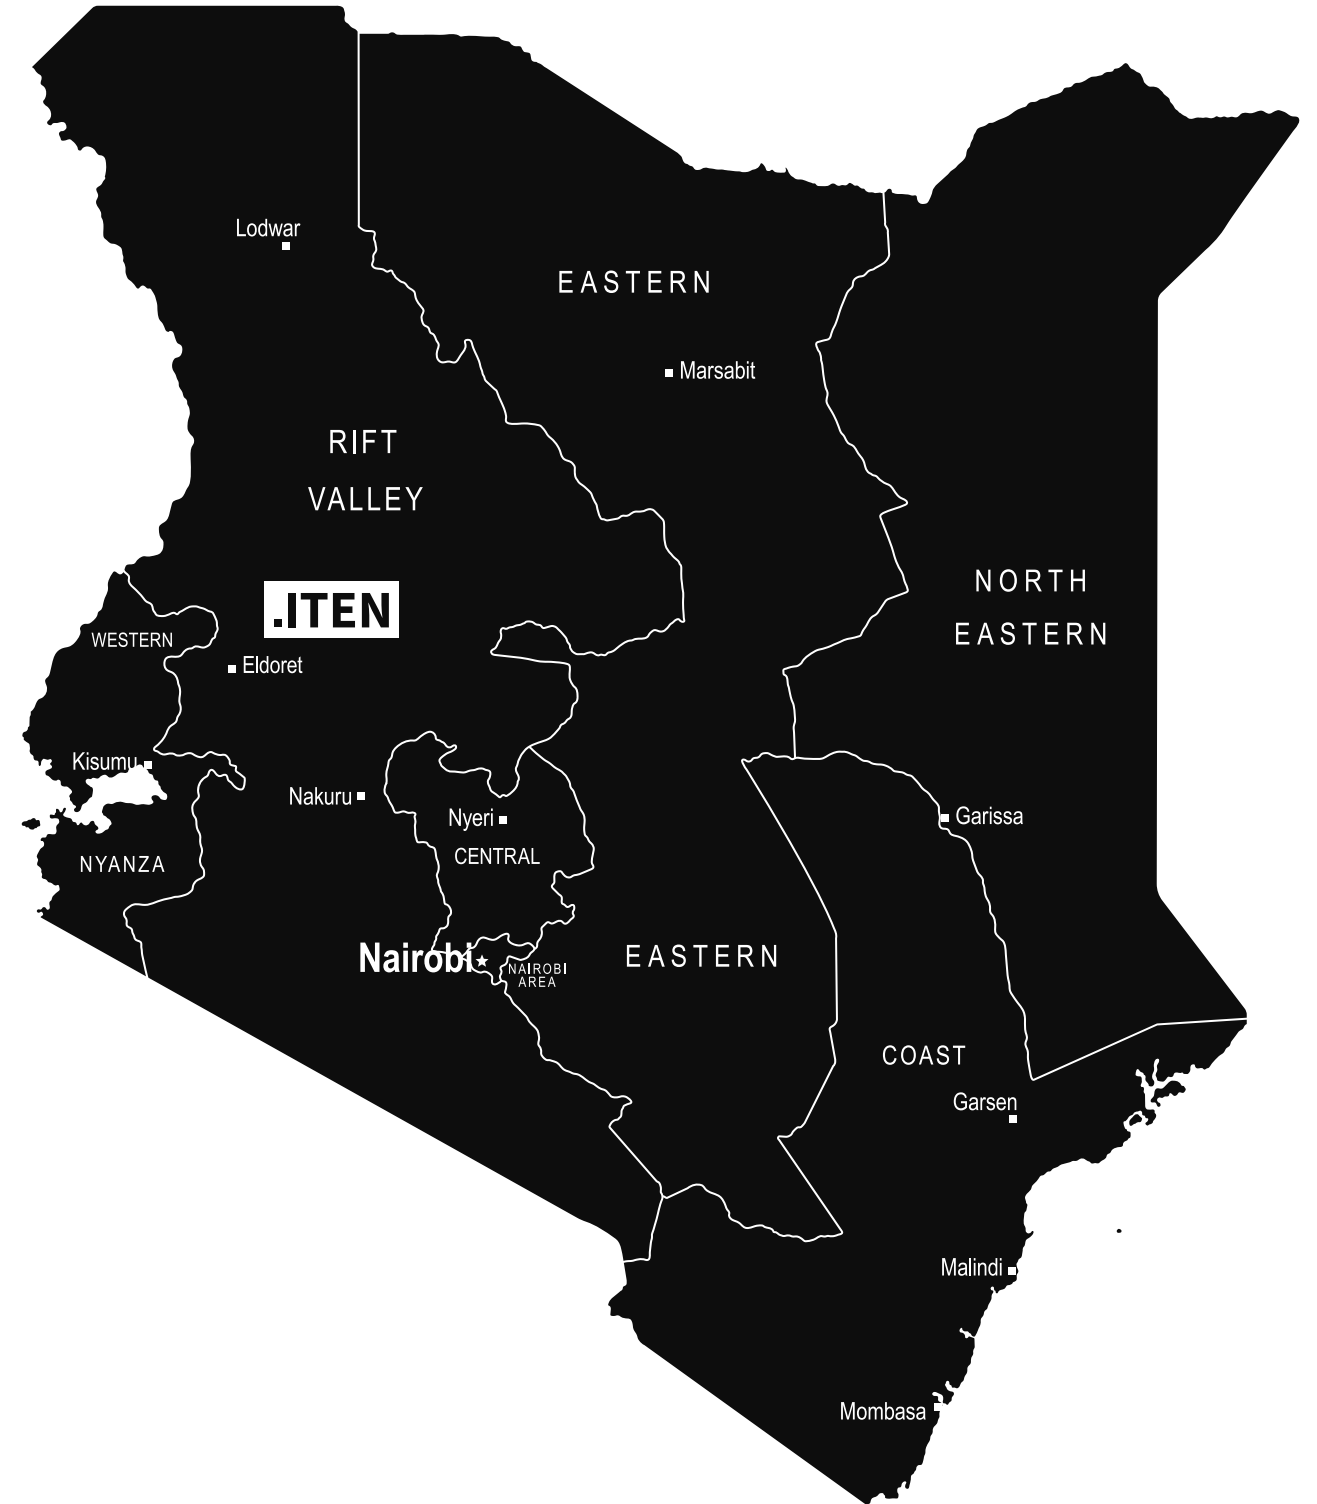 Lodwar
EASTERN
Marsabit
RIFT
VALLEY
NORTH
EASTERN
.ITEN
WESTERN
Eldoret
Kisumu
Nakuru
Nyeri
Garissa
CENTRAL
NYANZA
Nairobi
NAIROBI
AREA
EASTERN
COAST
Garsen
Malindi
Mombasa